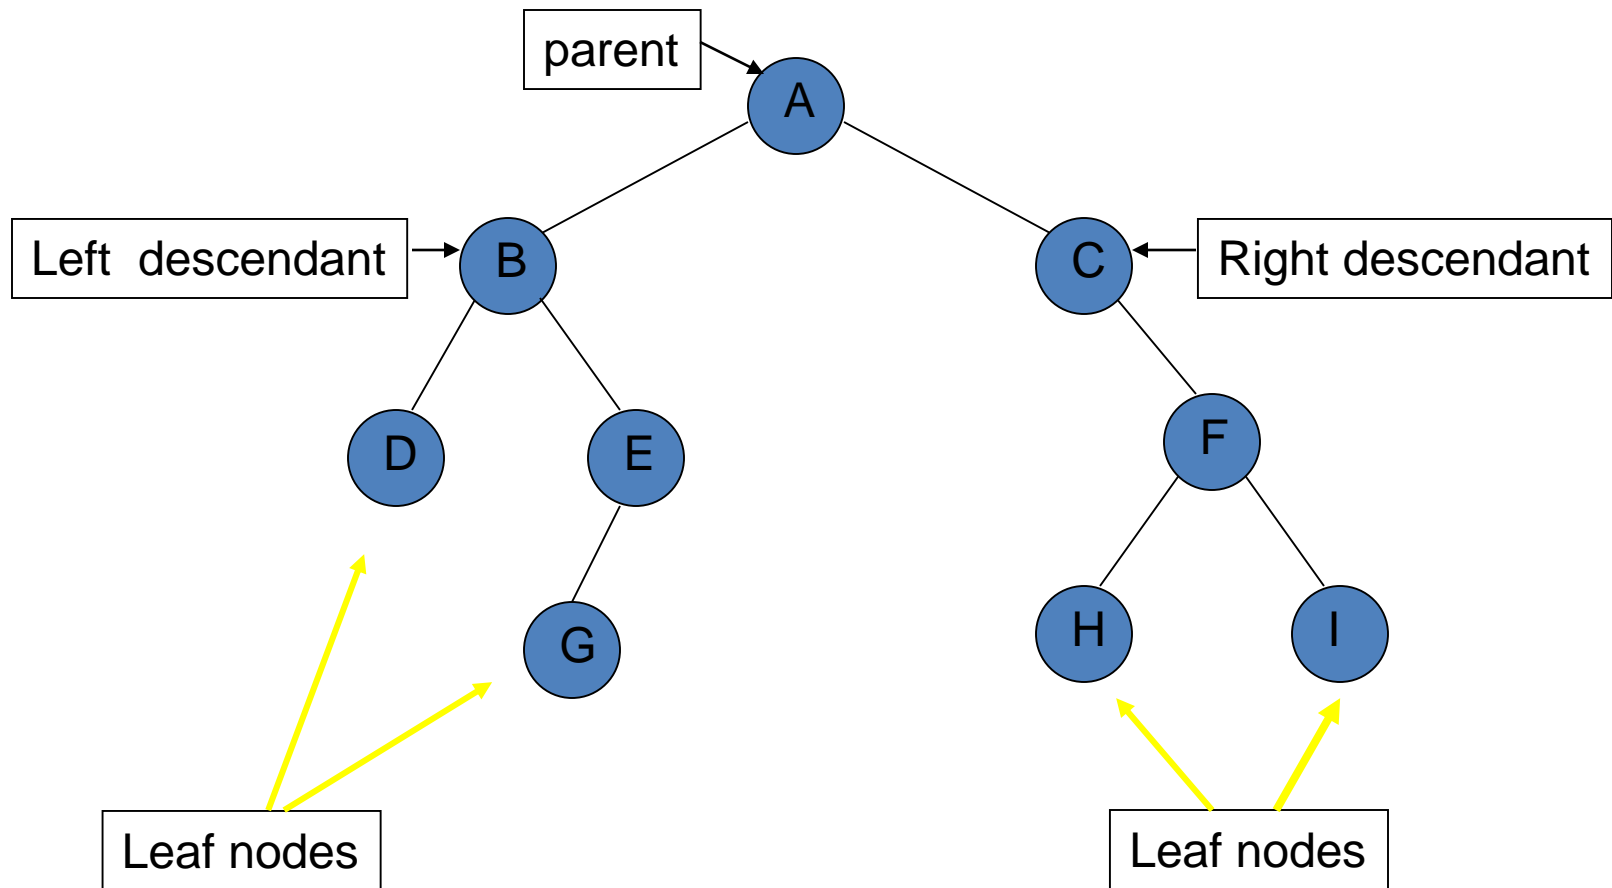 parent
A
Left  descendant
B
C
Right descendant
D
E
F
G
H
I
Leaf nodes
Leaf nodes